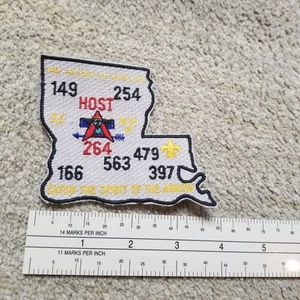 149 254
HOST
264
479
563
166 397
CATCH THE SPIRIT OF THE ARROW
14 MARKS PER INCH
1 2 3 4 5
11 MARKS PER INCH